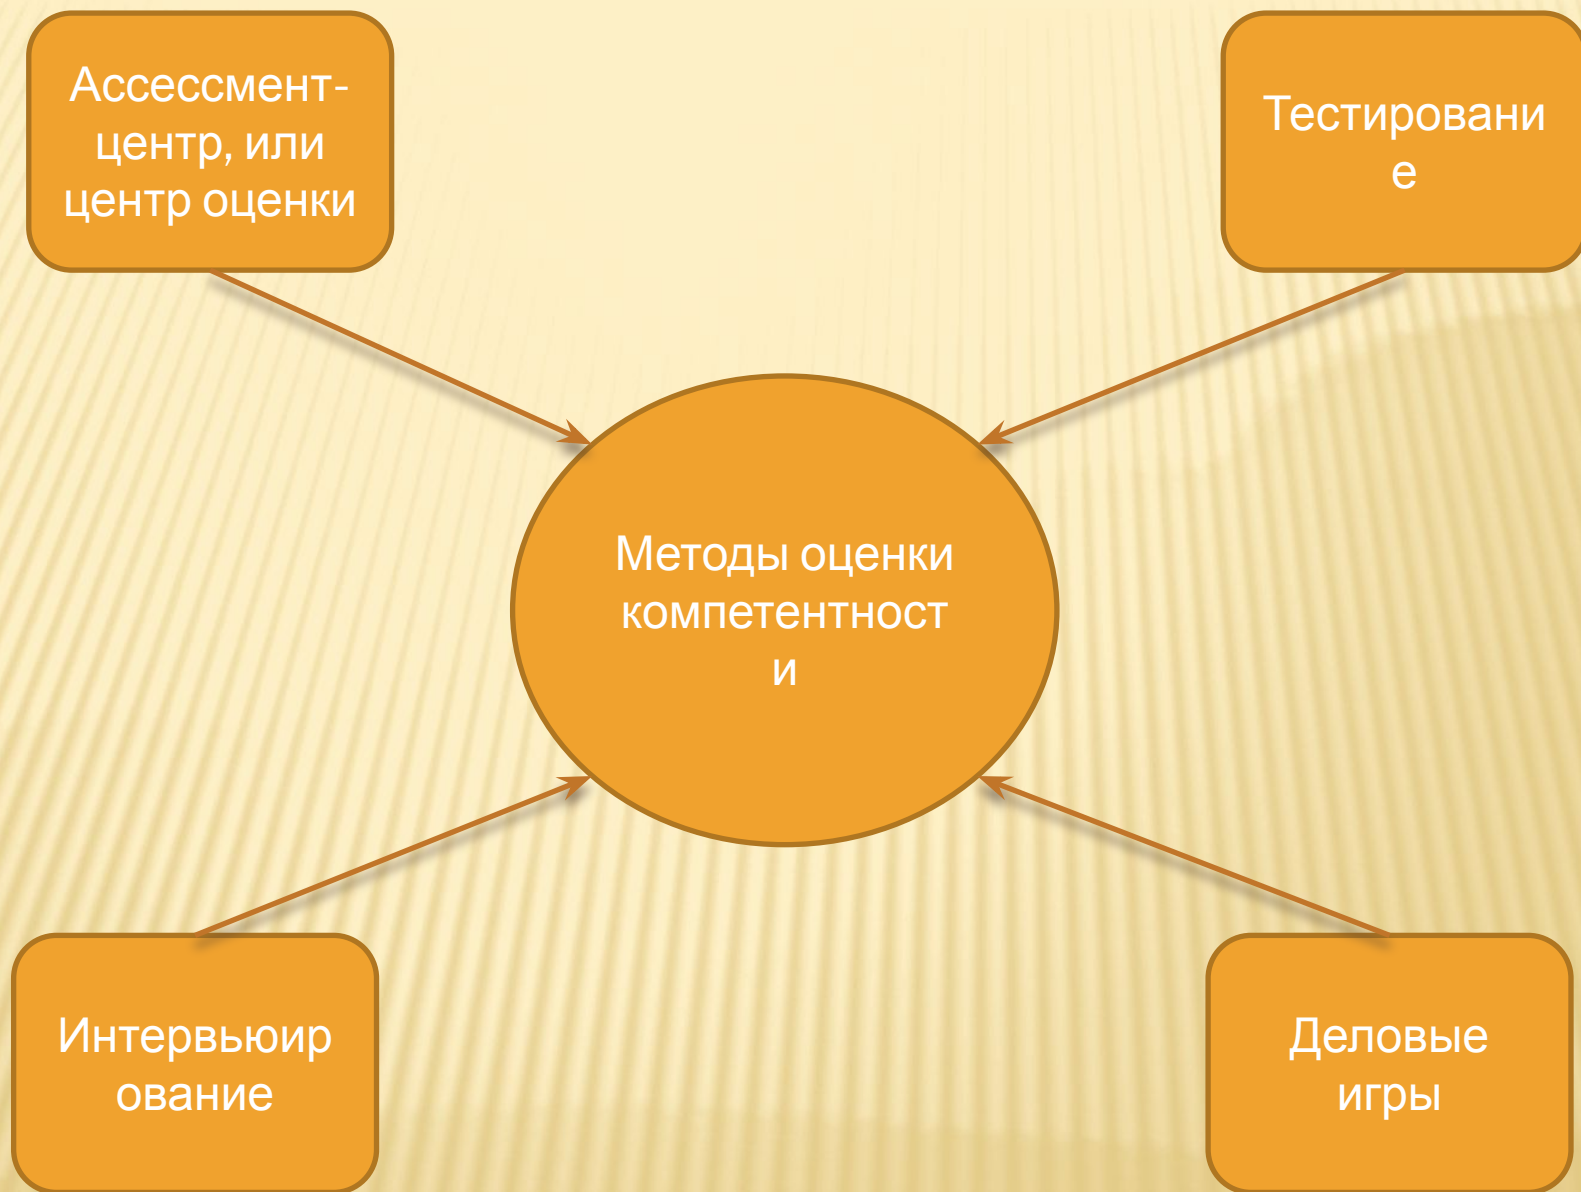 Ассессмент-
центр, или
центр оценки
Тестировани
е
Методы оценки
компетентност
и
Интервьюир
ование
Деловые
игры